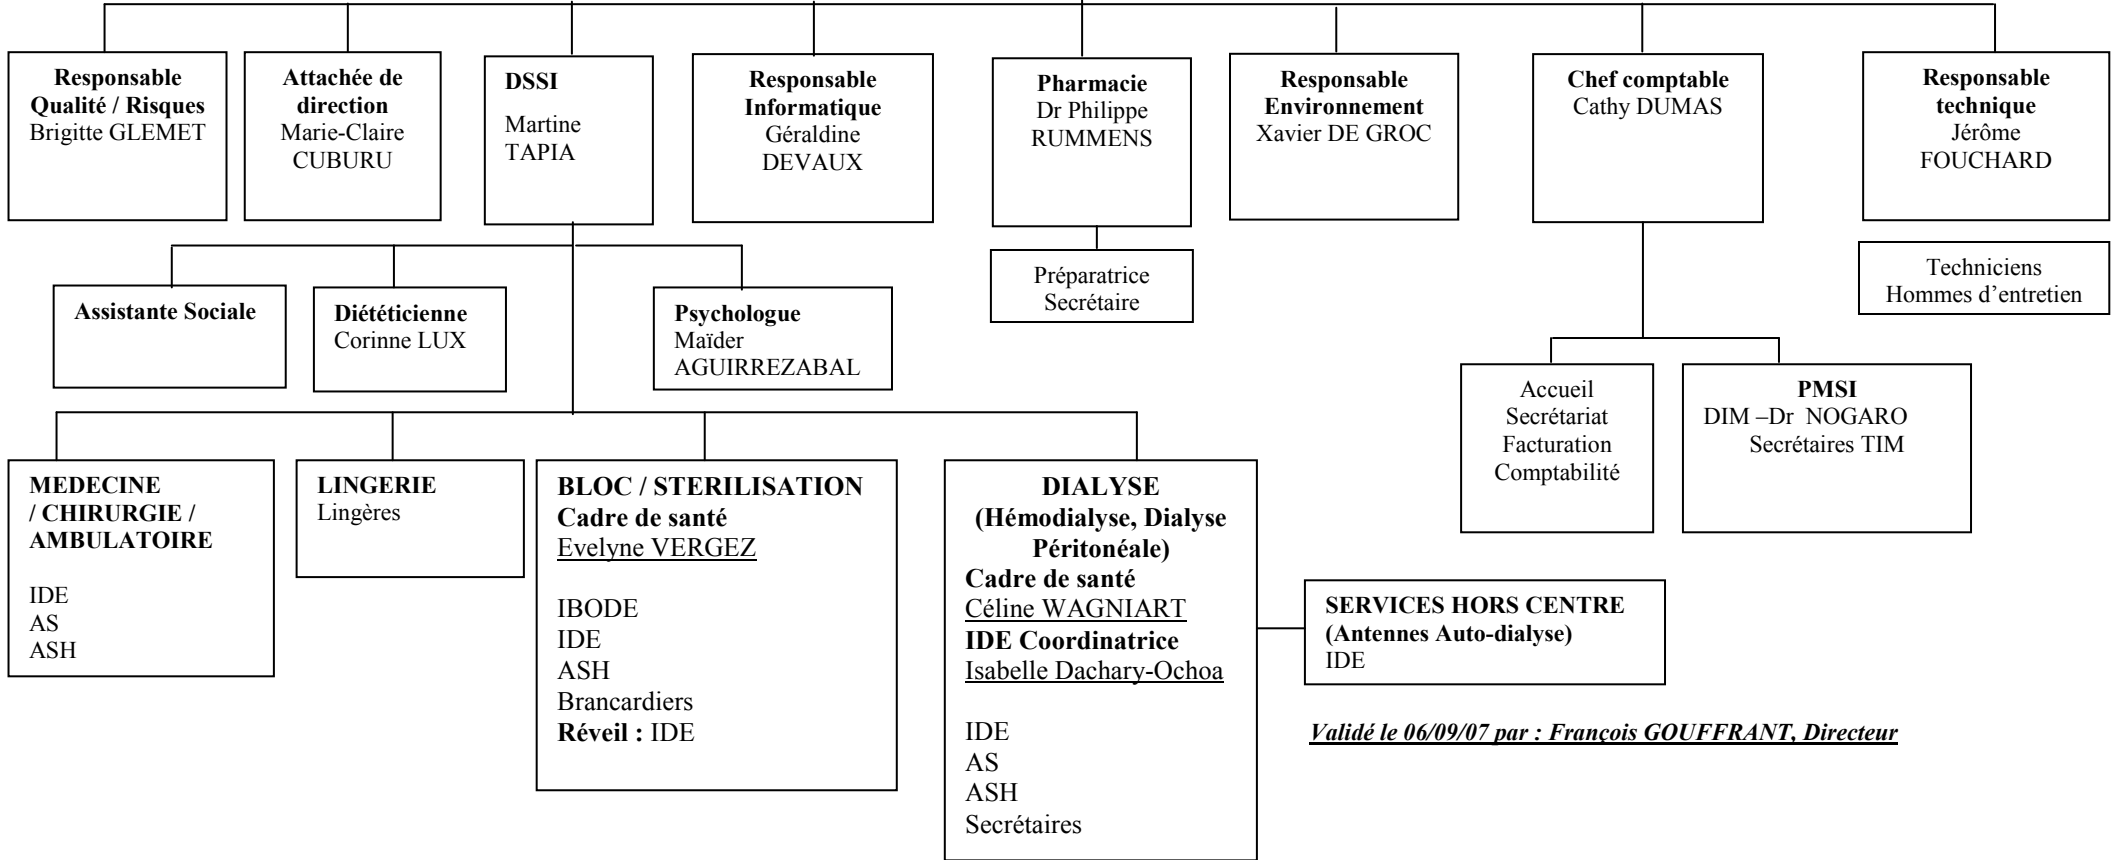 Responsable
Qualité / Risques
Brigitte GLEMET
Attachée de
direction
Marie-Claire
CUBURU
DSSI
Martine
TAPIA
Responsable
Informatique
Géraldine
DEVAUX
Pharmacie
Dr Philippe
RUMMENS
Responsable
Environnement
Xavier DE GROC
Chef comptable
Cathy DUMAS
Responsable
technique
Jérôme
FOUCHARD
Préparatrice
Secrétaire
Techniciens
Hommes d’entretien
Assistante Sociale
Diététicienne
Corinne LUX
Psychologue
Maïder
AGUIRREZABAL
Accueil
Secrétariat
Facturation
Comptabilité
PMSI
DIM –Dr NOGARO
Secrétaires TIM
MEDECINE
/ CHIRURGIE /
AMBULATOIRE
IDE
AS
ASH
LINGERIE
Lingères
BLOC / STERILISATION
Cadre de santé
Evelyne VERGEZ
IBODE
IDE
ASH
Brancardiers
Réveil : IDE
DIALYSE
(Hémodialyse, Dialyse
Péritonéale)
Cadre de santé
Céline WAGNIART
IDE Coordinatrice
Isabelle Dachary-Ochoa
IDE
AS
ASH
Secrétaires
SERVICES HORS CENTRE
(Antennes Auto-dialyse)
IDE
Validé le 06/09/07 par : François GOUFFRANT, Directeur